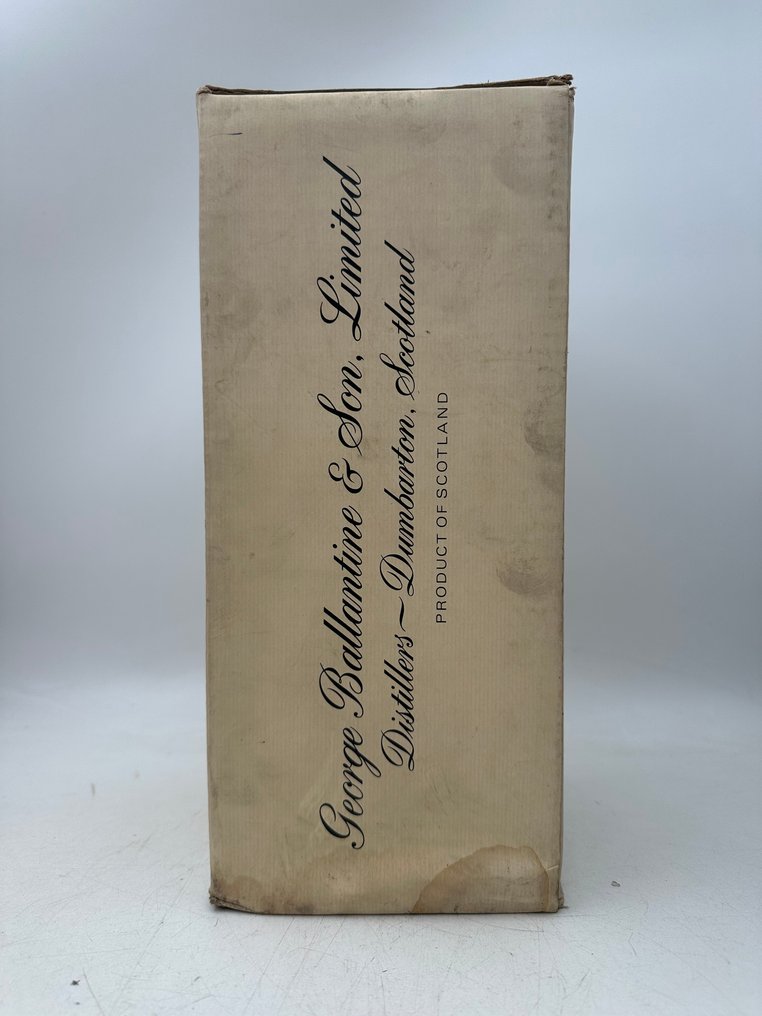 George Ballantine & Son, Limited
Distillers ~ Dumbarton, Scotland
PRODUCT OF SCOTLAND